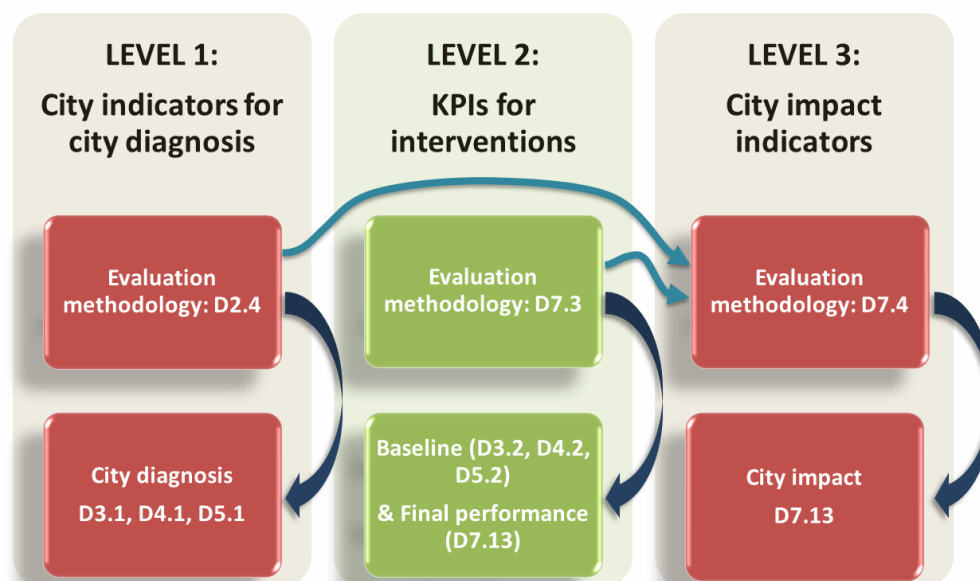 LEVEL 1:
City indicators for
city diagnosis
Evaluation
methodology: D2.4
City diagnosis
D3.1, D4.1, D5.1
LEVEL 2:
KPIs for
interventions
Evaluation
methodology: D7.3
Baseline (D3.2, D4.2,
D5.2)
& Final performance
(D7.13)
LEVEL 3:
City impact
indicators
Evaluation
methodology: D7.4
City impact
D7.13